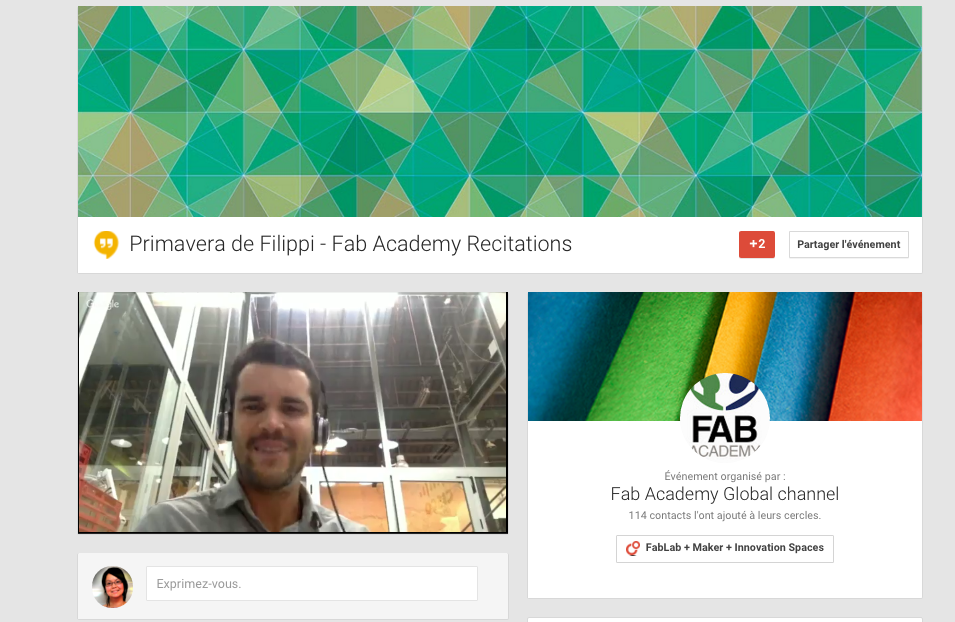 Primavera de Filippi - Fab Academy Recitations
+2
Partager l'événement
Google
FAB
ACADEMY
Événement organisé par :
Fab Academy Global channel
114 contacts l'ont ajouté à leurs cercles.
FabLab + Maker + Innovation Spaces
Exprimez-vous.